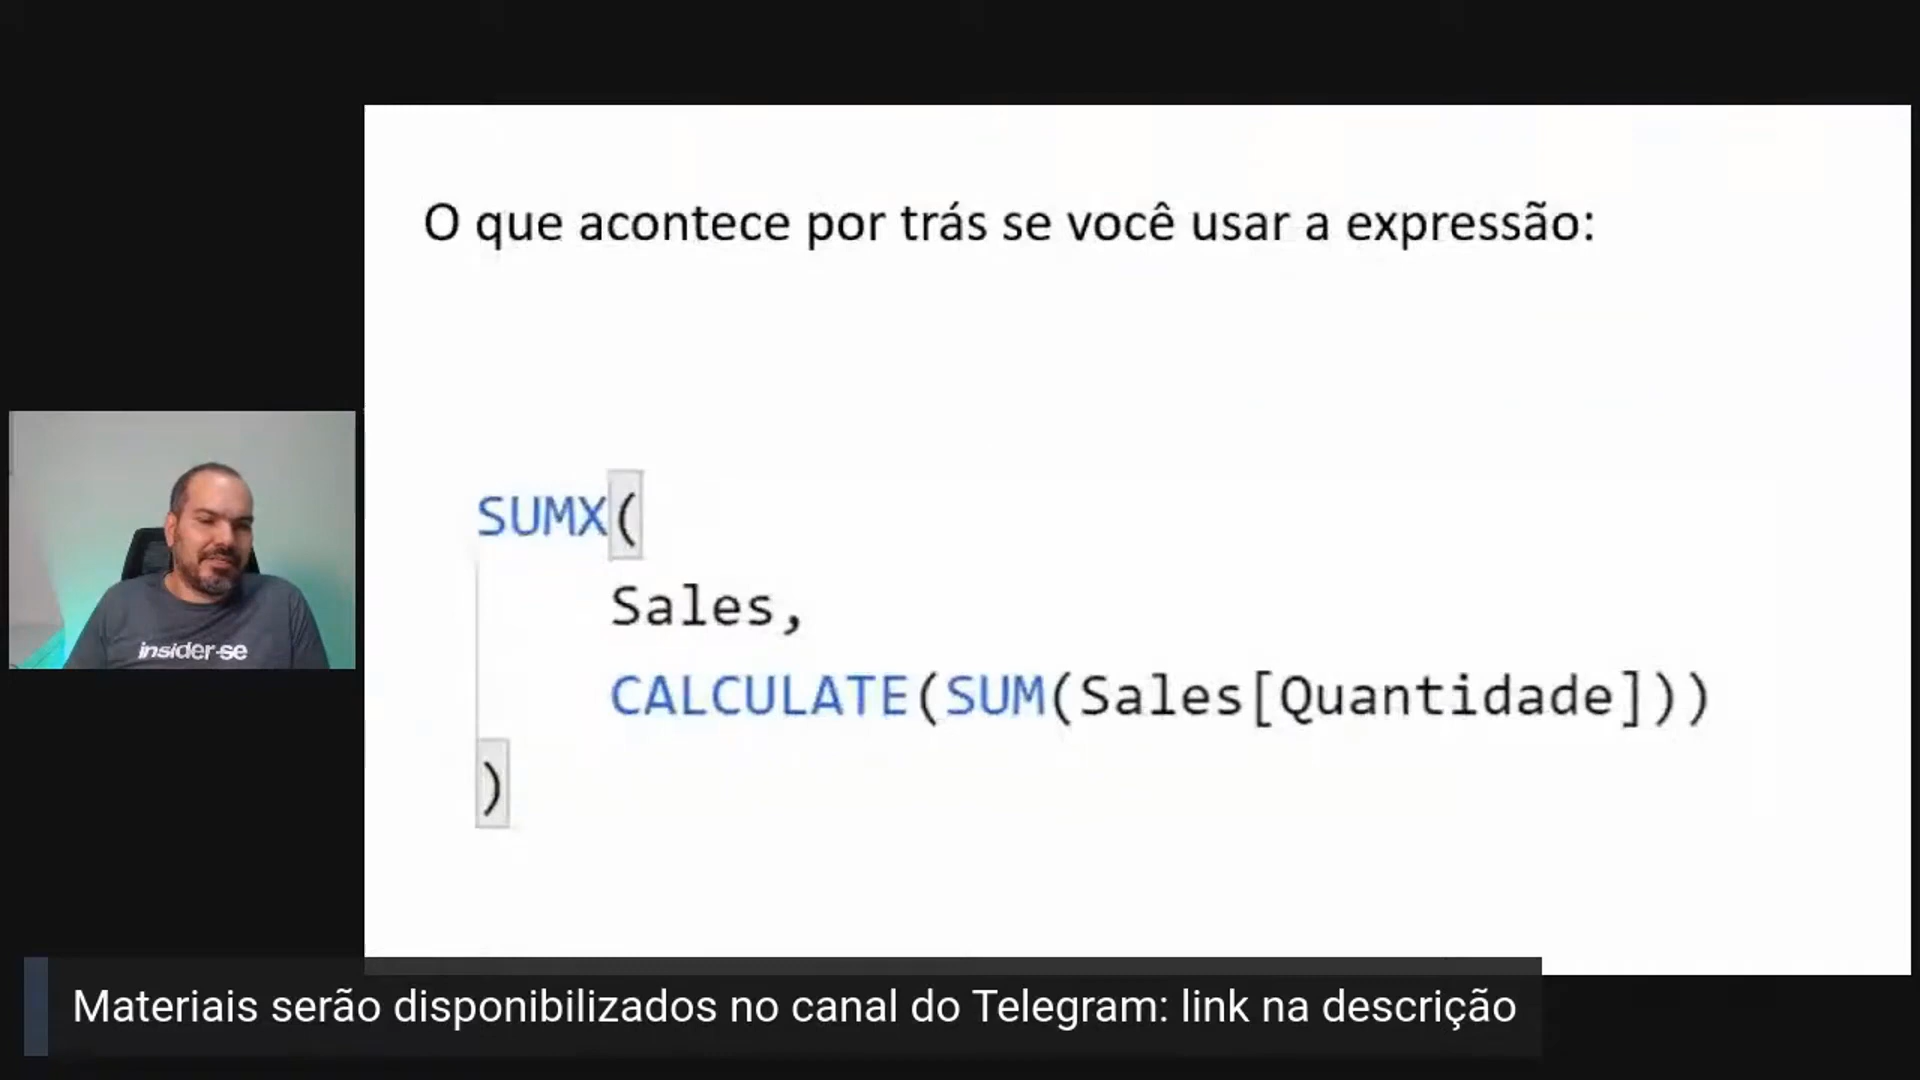 O que acontece por trás se você usar a expressão:
SUMX(
Sales,
CALCULATE(SUM(Sales[Quantidade]))
)
insider-se
Materiais serão disponibilizados no canal do Telegram: link na descrição